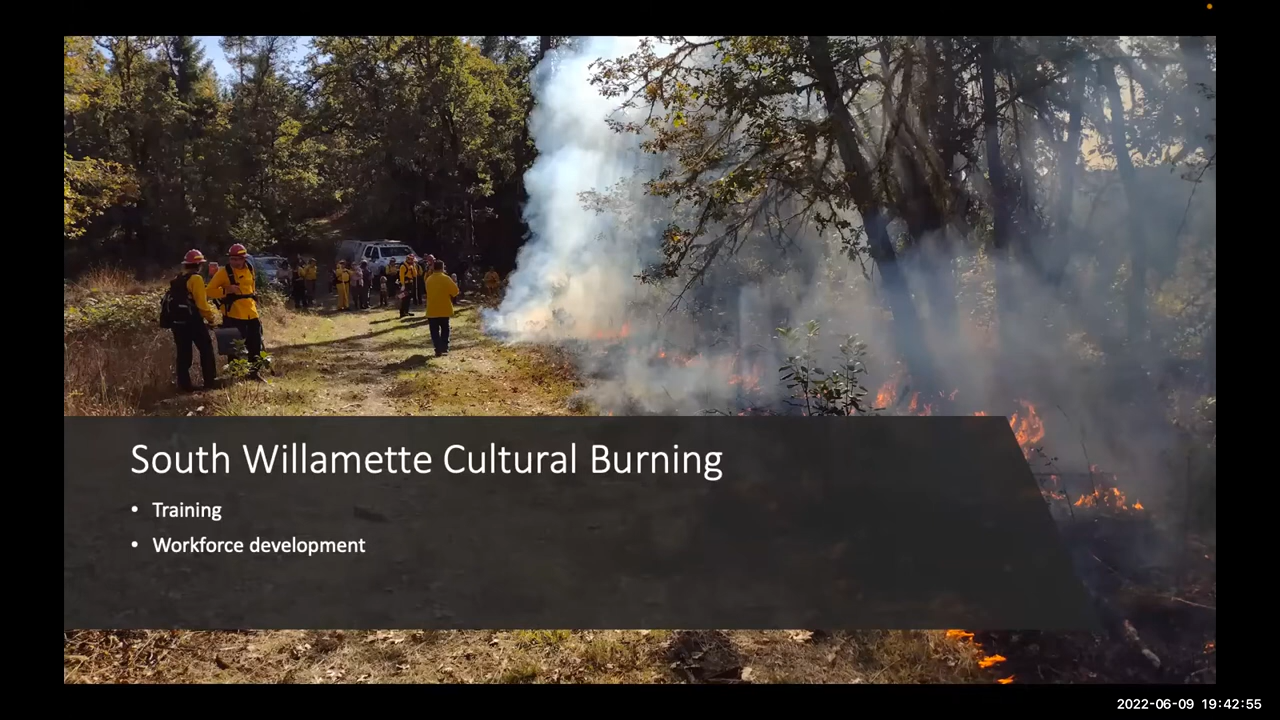 South Willamette Cultural Burning
• Training
• Workforce development
2022-06-09 19:42:55